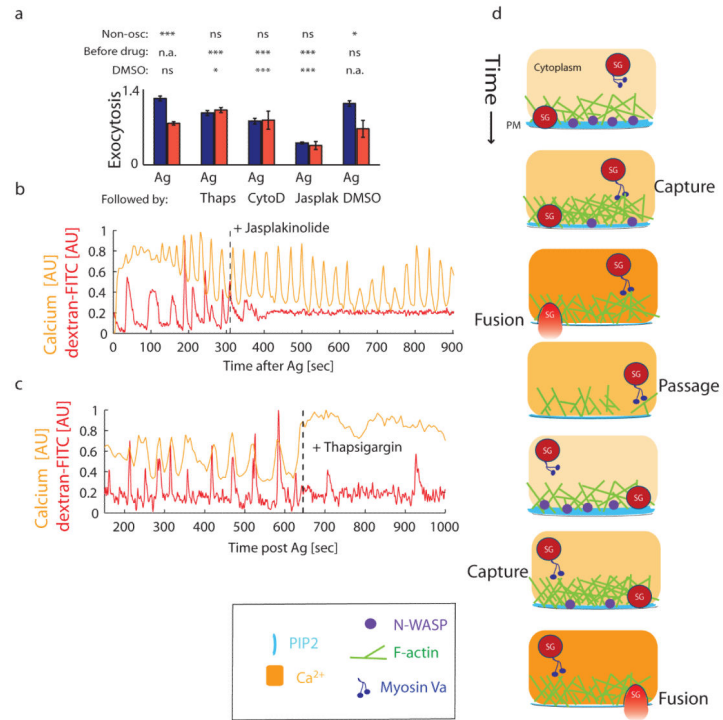 a
Non-osc: *** ns ns ns *
Before drug: n.a. *** *** *** ns
DMSO: ns * *** *** n.a.
Exocytosis
1.4
0
Ag Ag Ag Ag Ag
Followed by: Thaps CytoD Jasplak DMSO
b
+ Jasplakinolide
Calcium [AU]
dextran-FITC [AU]
1
0.8
0.6
0.4
0.2
0
0 100 200 300 400 500 600 700 800 900
Time after Ag [sec]
c
+ Thapsigargin
Calcium [AU]
dextran-FITC [AU]
1
0.8
0.6
0.4
0.2
0
200 300 400 500 600 700 800 900 1000
Time post Ag [sec]
PIP2
Ca2+
N-WASP
F-actin
Myosin Va
d
Time
Cytoplasm
SG
SG
PM
SG
Capture
SG
SG
Fusion
SG
SG
Passage
SG
SG
Capture
SG
SG
SG
SG
Fusion